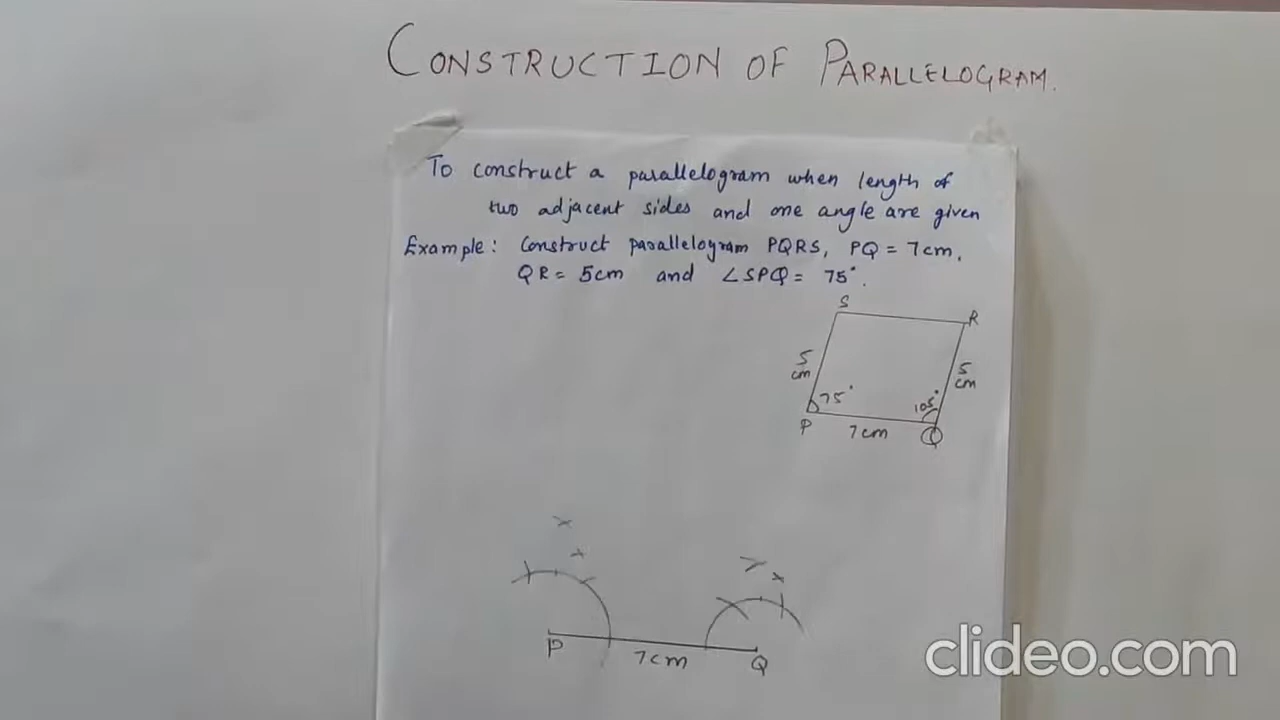 CONSTRUCTION OF PARALLELOGRAM.
To construct a parallelogram when length of
two adjacent sides and one angle are given
Example: Construct parallelogram PQRS, PQ = 7cm,
QR = 5cm and ∠SPQ = 75°.
S
R
5
cm
5
cm
75°
105°
P
7cm
Q
P
7cm
Q
clideo.com